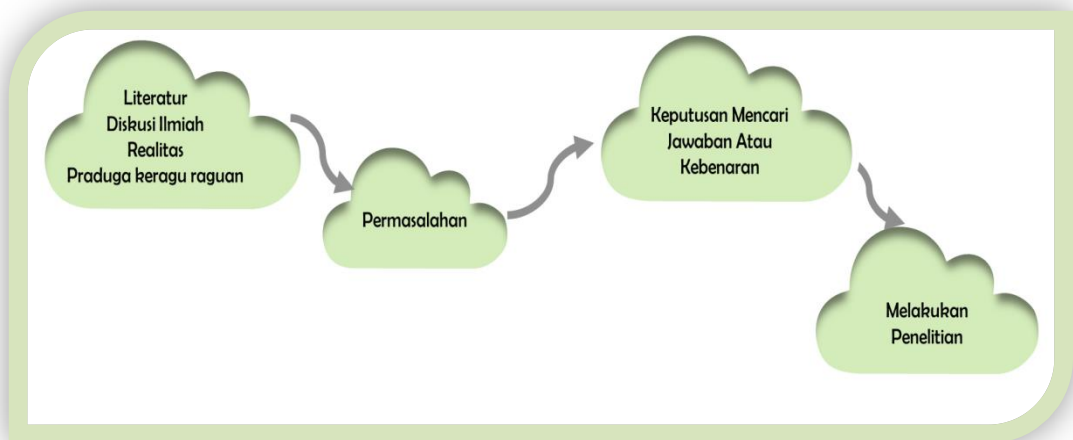 Literatur
Diskusi Ilmiah
Realitas
Praduga keragu raguan
Permasalahan
Keputusan Mencari
Jawaban Atau
Kebenaran
Melakukan
Penelitian